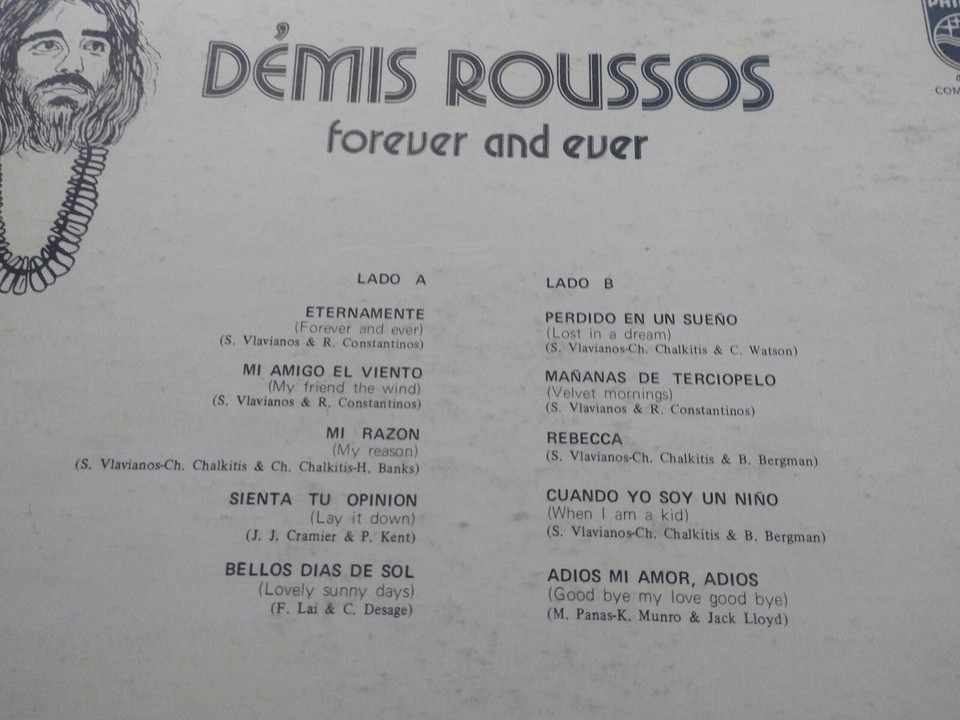 DÉMIS ROUSSOS
forever and ever
LADO A
ETERNAMENTE
(Forever and ever)
(S. Vlavianos & R. Constantinos)
MI AMIGO EL VIENTO
(My friend the wind)
(S. Vlavianos & R. Constantinos)
MI RAZON
(My reason)
(S. Vlavianos-Ch. Chalkitis & Ch. Chalkitis-H. Banks)
SIENTA TU OPINION
(Lay it down)
(J. J. Cramier & P. Kent)
BELLOS DIAS DE SOL
(Lovely sunny days)
(F. Lai & C. Desage)
LADO B
PERDIDO EN UN SUEÑO
(Lost in a dream)
(S. Vlavianos-Ch. Chalkitis & C. Watson)
MAÑANAS DE TERCIOPELO
(Velvet mornings)
(S. Vlavianos & R. Constantinos)
REBECCA
(S. Vlavianos-Ch. Chalkitis & B. Bergman)
CUANDO YO SOY UN NIÑO
(When I am a kid)
(S. Vlavianos-Ch. Chalkitis & B. Bergman)
ADIOS MI AMOR, ADIOS
(Good bye my love good bye)
(M. Panas-K. Munro & Jack Lloyd)